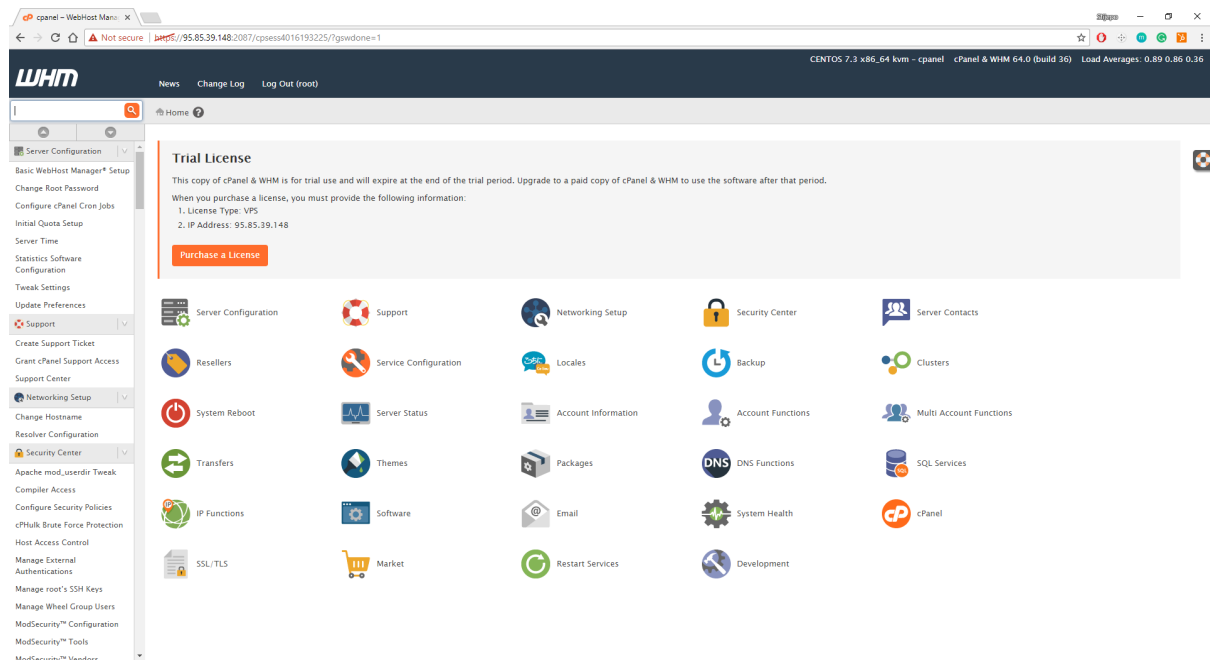 cpanel – WebHost Mana
Stjepo
Not secure
https://95.85.39.148:2087/cpsess4016193225/?gswdone=1
CENTOS 7.3 x86_64 kvm – cpanel cPanel & WHM 64.0 (build 36) Load Averages: 0.89 0.86 0.36
WHM
News Change Log Log Out (root)
Home
Server Configuration
Basic WebHost Manager® Setup
Change Root Password
Configure cPanel Cron Jobs
Initial Quota Setup
Server Time
Statistics Software
Configuration
Tweak Settings
Update Preferences
Support
Create Support Ticket
Grant cPanel Support Access
Support Center
Networking Setup
Change Hostname
Resolver Configuration
Security Center
Apache mod_userdir Tweak
Compiler Access
Configure Security Policies
cPHulk Brute Force Protection
Host Access Control
Manage External
Authentications
Manage root's SSH Keys
Manage Wheel Group Users
ModSecurity™ Configuration
ModSecurity™ Tools
ModSecurity™ Vendors
Trial License
This copy of cPanel & WHM is for trial use and will expire at the end of the trial period. Upgrade to a paid copy of cPanel & WHM to use the software after that period.
When you purchase a license, you must provide the following information:
1. License Type: VPS
2. IP Address: 95.85.39.148
Purchase a License
Server Configuration
Support
Networking Setup
Security Center
Server Contacts
Resellers
Service Configuration
Locales
Backup
Clusters
System Reboot
Server Status
Account Information
Account Functions
Multi Account Functions
Transfers
Themes
Packages
DNS
DNS Functions
SQL
SQL Services
IP
IP Functions
Software
Email
System Health
cP
cPanel
SSL/TLS
Market
Restart Services
Development